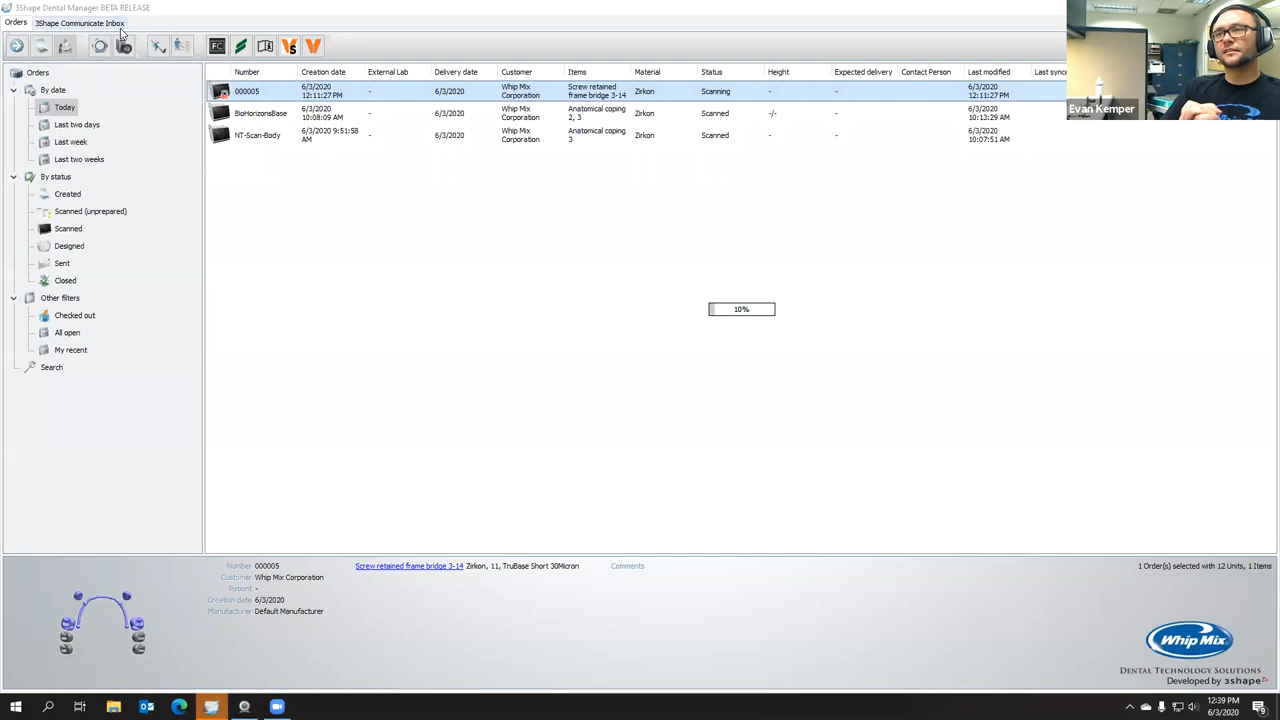 3Shape Dental Manager BETA RELEASE
Orders 3Shape Communicate Inbox
FC
Orders
By date
Today
Last two days
Last week
Last two weeks
By status
Created
Scanned (unprepared)
Scanned
Designed
Sent
Closed
Other filters
Checked out
All open
My recent
Search
Number Creation date External Lab Delivery date Customer Items Material Status Height Expected delivery Contact Person Last modified Last sync
000005 6/3/2020 12:11:27 PM - 6/3/2020 Whip Mix Corporation Screw retained frame bridge 3-14 Zirkon Scanning - - 6/3/2020 12:11:27 PM
BioHorizonsBase 6/3/2020 10:08:09 AM - 6/3/2020 Whip Mix Corporation Anatomical coping 2, 3 Zirkon Scanned -/- - 6/3/2020 10:13:29 AM
NT-Scan-Body 6/3/2020 9:51:58 AM - 6/3/2020 Whip Mix Corporation Anatomical coping 3 Zirkon Scanned - - 6/3/2020 10:07:51 AM
Evan Kemper
10%
Number 000005
Customer Whip Mix Corporation
Patient -
Creation date 6/3/2020
Manufacturer Default Manufacturer
Screw retained frame bridge 3-14 Zirkon, 11, TruBase Short 30Micron
Comments
1 Order(s) selected with 12 Units, 1 Items
Whip Mix
DENTAL TECHNOLOGY SOLUTIONS
Developed by 3shape
12:39 PM
6/3/2020